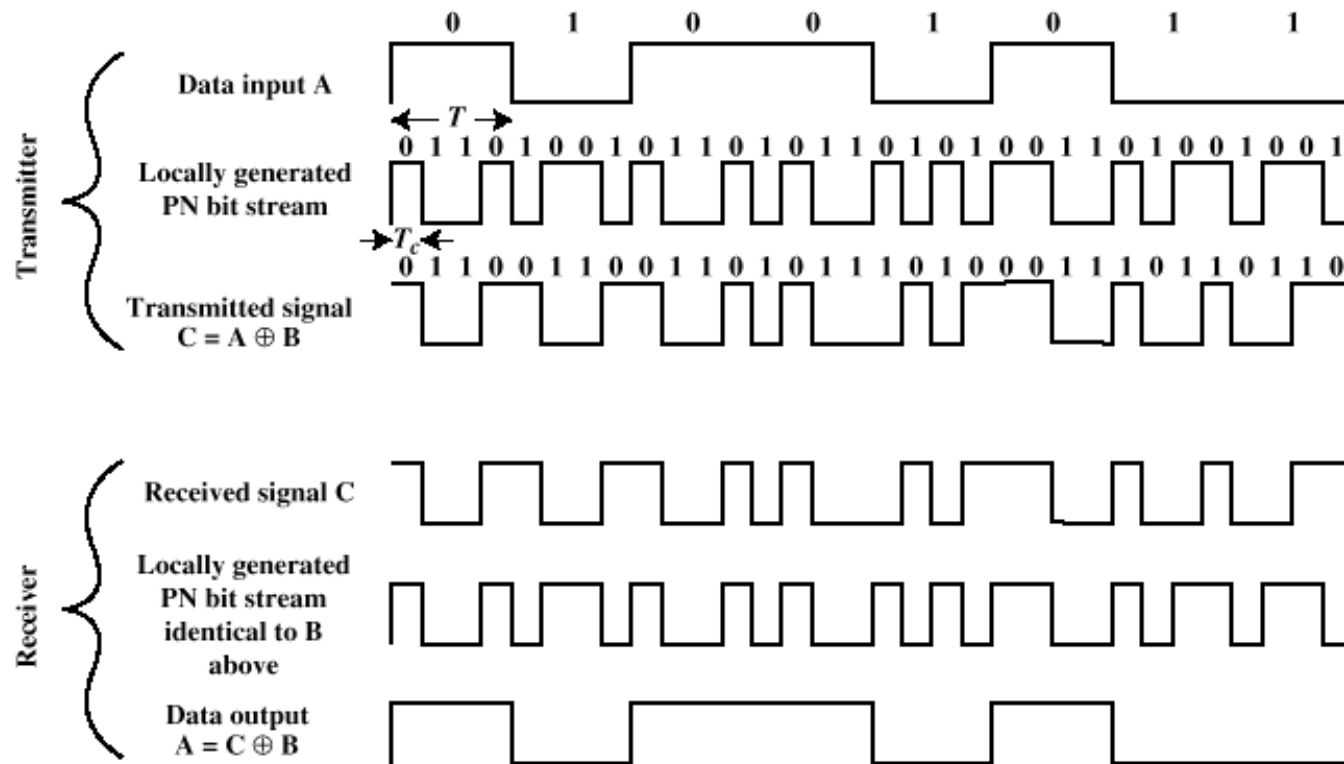 0 1 0 0 1 0 1 1
Data input A
T
0 1 1 0 1 0 0 1 0 1 1 0 1 0 1 1 0 1 0 1 0 0 1 1 0 1 0 0 1 0 0 1
Locally generated
PN bit stream
Tc
0 1 1 0 0 1 1 0 0 1 1 0 1 0 1 1 1 0 1 0 0 0 1 1 1 0 1 1 0 1 1 0
Transmitted signal
C = A ⊕ B
Transmitter
Received signal C
Locally generated
PN bit stream
identical to B
above
Data output
A = C ⊕ B
Receiver